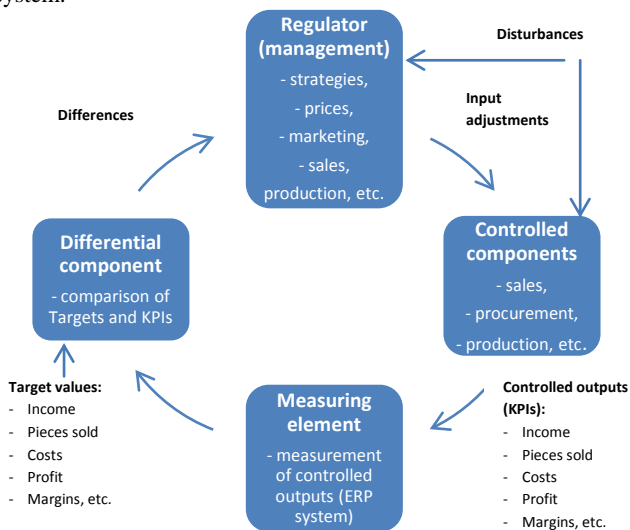 ystem.
Regulator
(management)
- strategies,
- prices,
- marketing,
- sales,
production, etc.
Disturbances
Differences
Input
adjustments
Differential
component
- comparison of
Targets and KPIs
Controlled
components
- sales,
- procurement,
- production, etc.
Target values:
- Income
- Pieces sold
- Costs
- Profit
- Margins, etc.
Measuring
element
- measurement
of controlled
outputs (ERP
system)
Controlled outputs
(KPIs):
- Income
- Pieces sold
- Costs
- Profit
- Margins, etc.